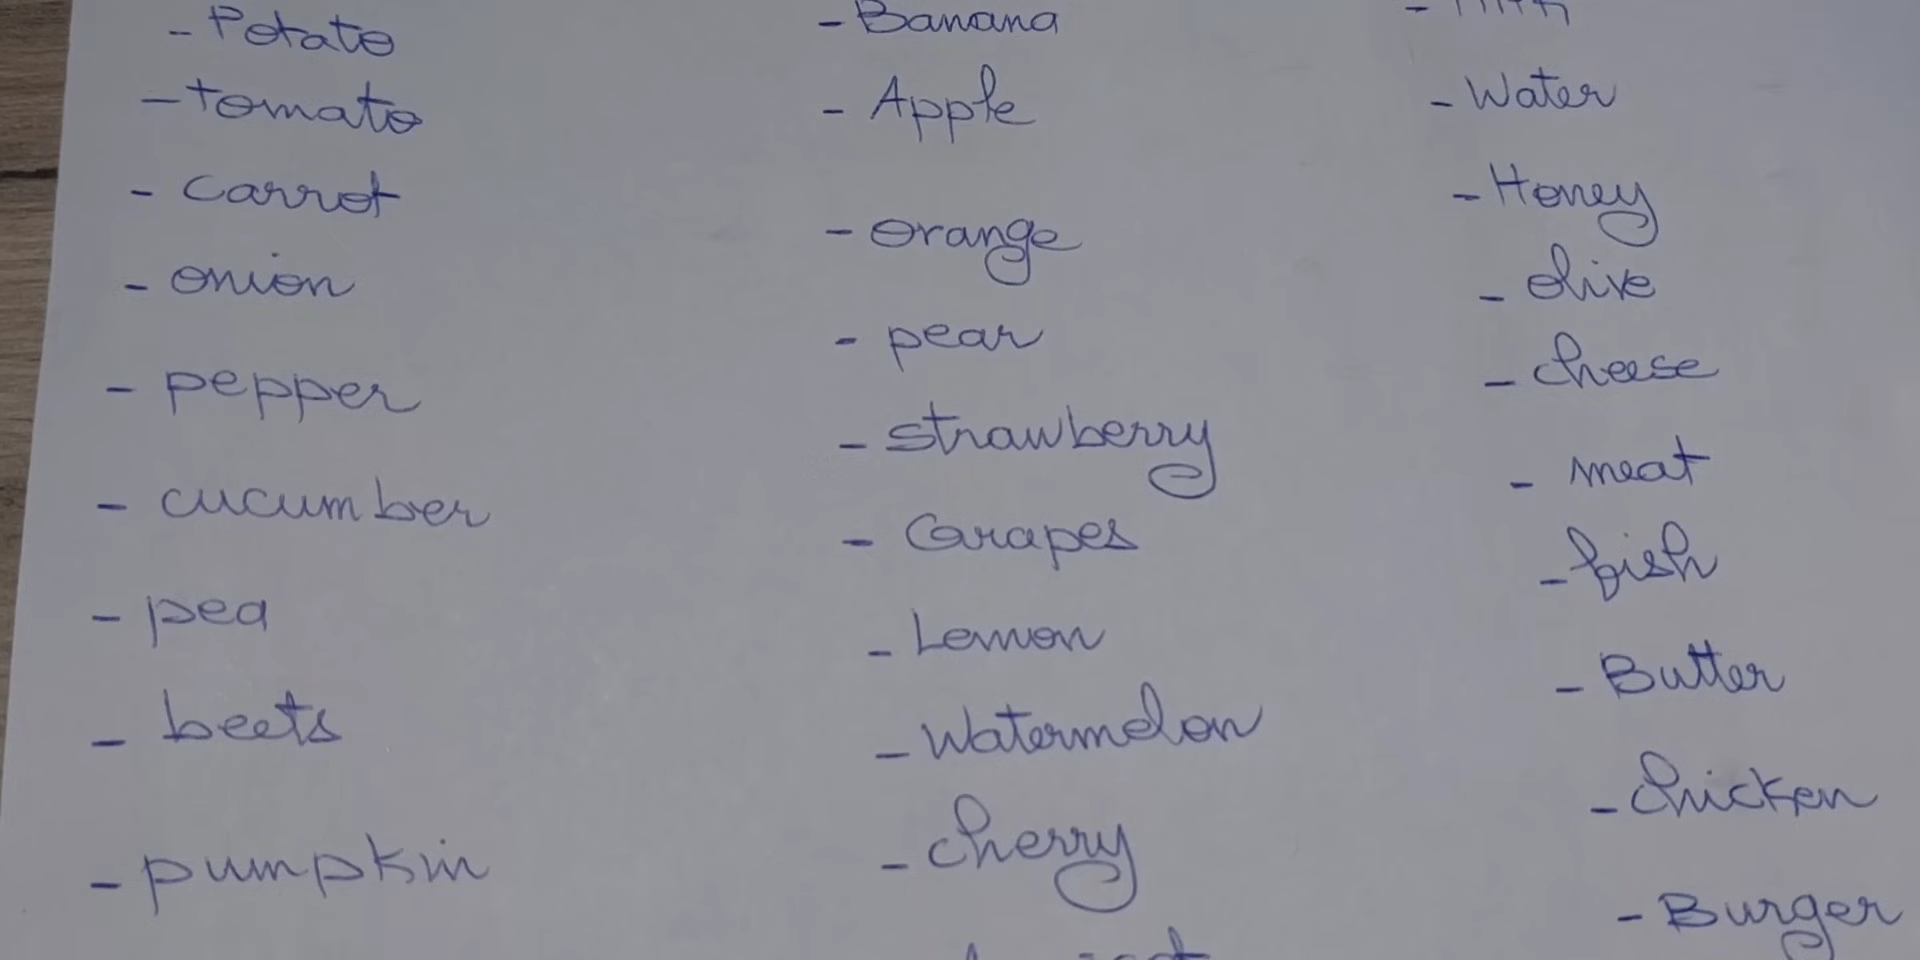 - Potato
- tomato
- carrot
- onion
- pepper
- cucumber
- pea
- beets
- pumpkin
- Banana
- Apple
- orange
- pear
- strawberry
- Grapes
- Lemon
- Watermelon
- cherry
- Water
- Honey
- olive
- cheese
- meat
- fish
- Butter
- chicken
- Burger